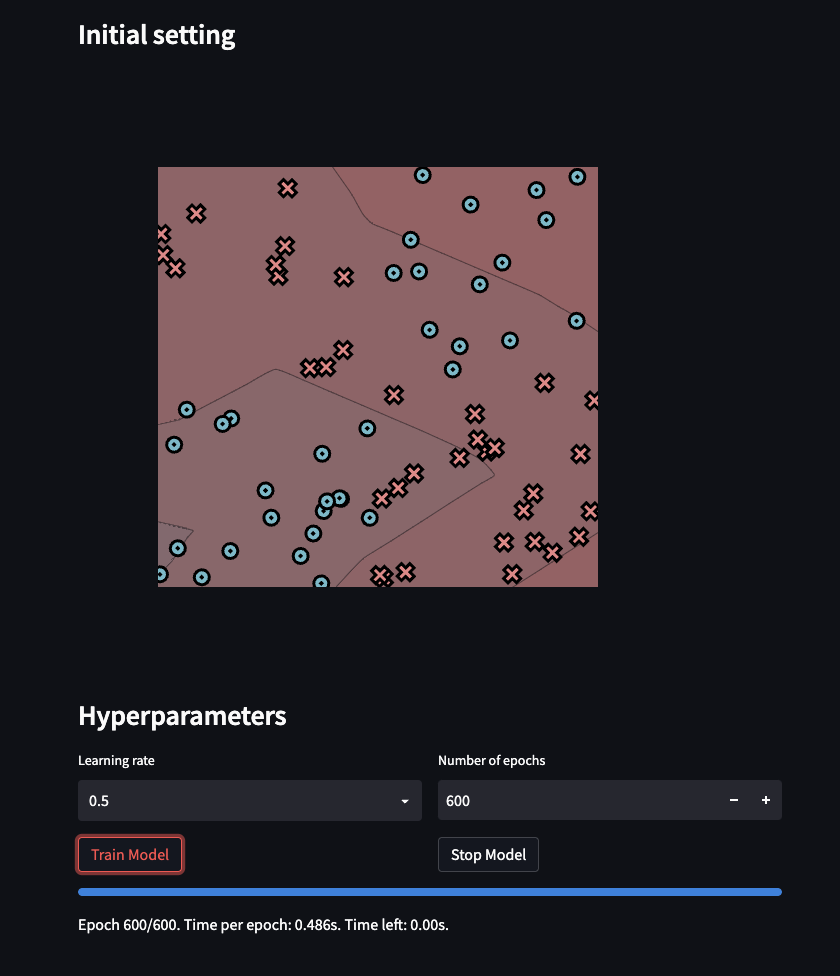 Initial setting
Hyperparameters
Learning rate
Number of epochs
0.5
600
Train Model
Stop Model
Epoch 600/600. Time per epoch: 0.486s. Time left: 0.00s.